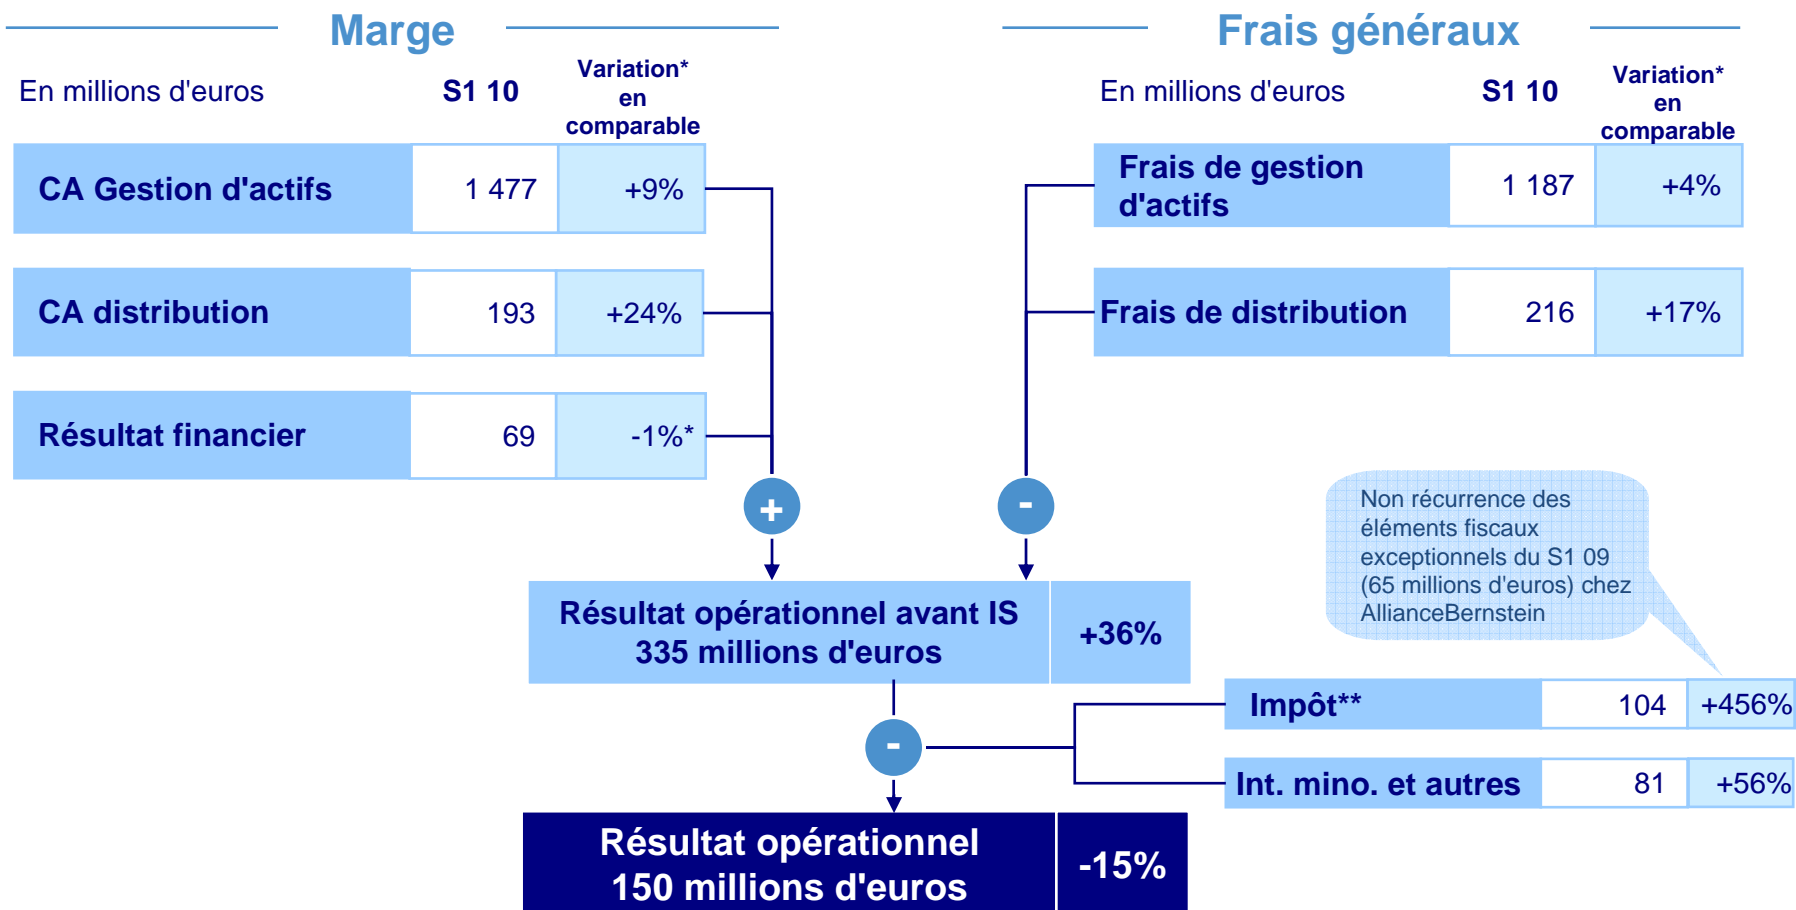 Marge
En millions d'euros S1 10 Variation*
en
comparable
CA Gestion d'actifs 1 477 +9%
CA distribution 193 +24%
Résultat financier 69 -1%*
+
Frais généraux
En millions d'euros S1 10 Variation*
en
comparable
Frais de gestion
d'actifs 1 187 +4%
Frais de distribution 216 +17%
-
Résultat opérationnel avant IS
335 millions d'euros +36%
Non récurrence des
éléments fiscaux
exceptionnels du S1 09
(65 millions d'euros) chez
AllianceBernstein
-
Impôt** 104 +456%
Int. mino. et autres 81 +56%
Résultat opérationnel
150 millions d'euros -15%